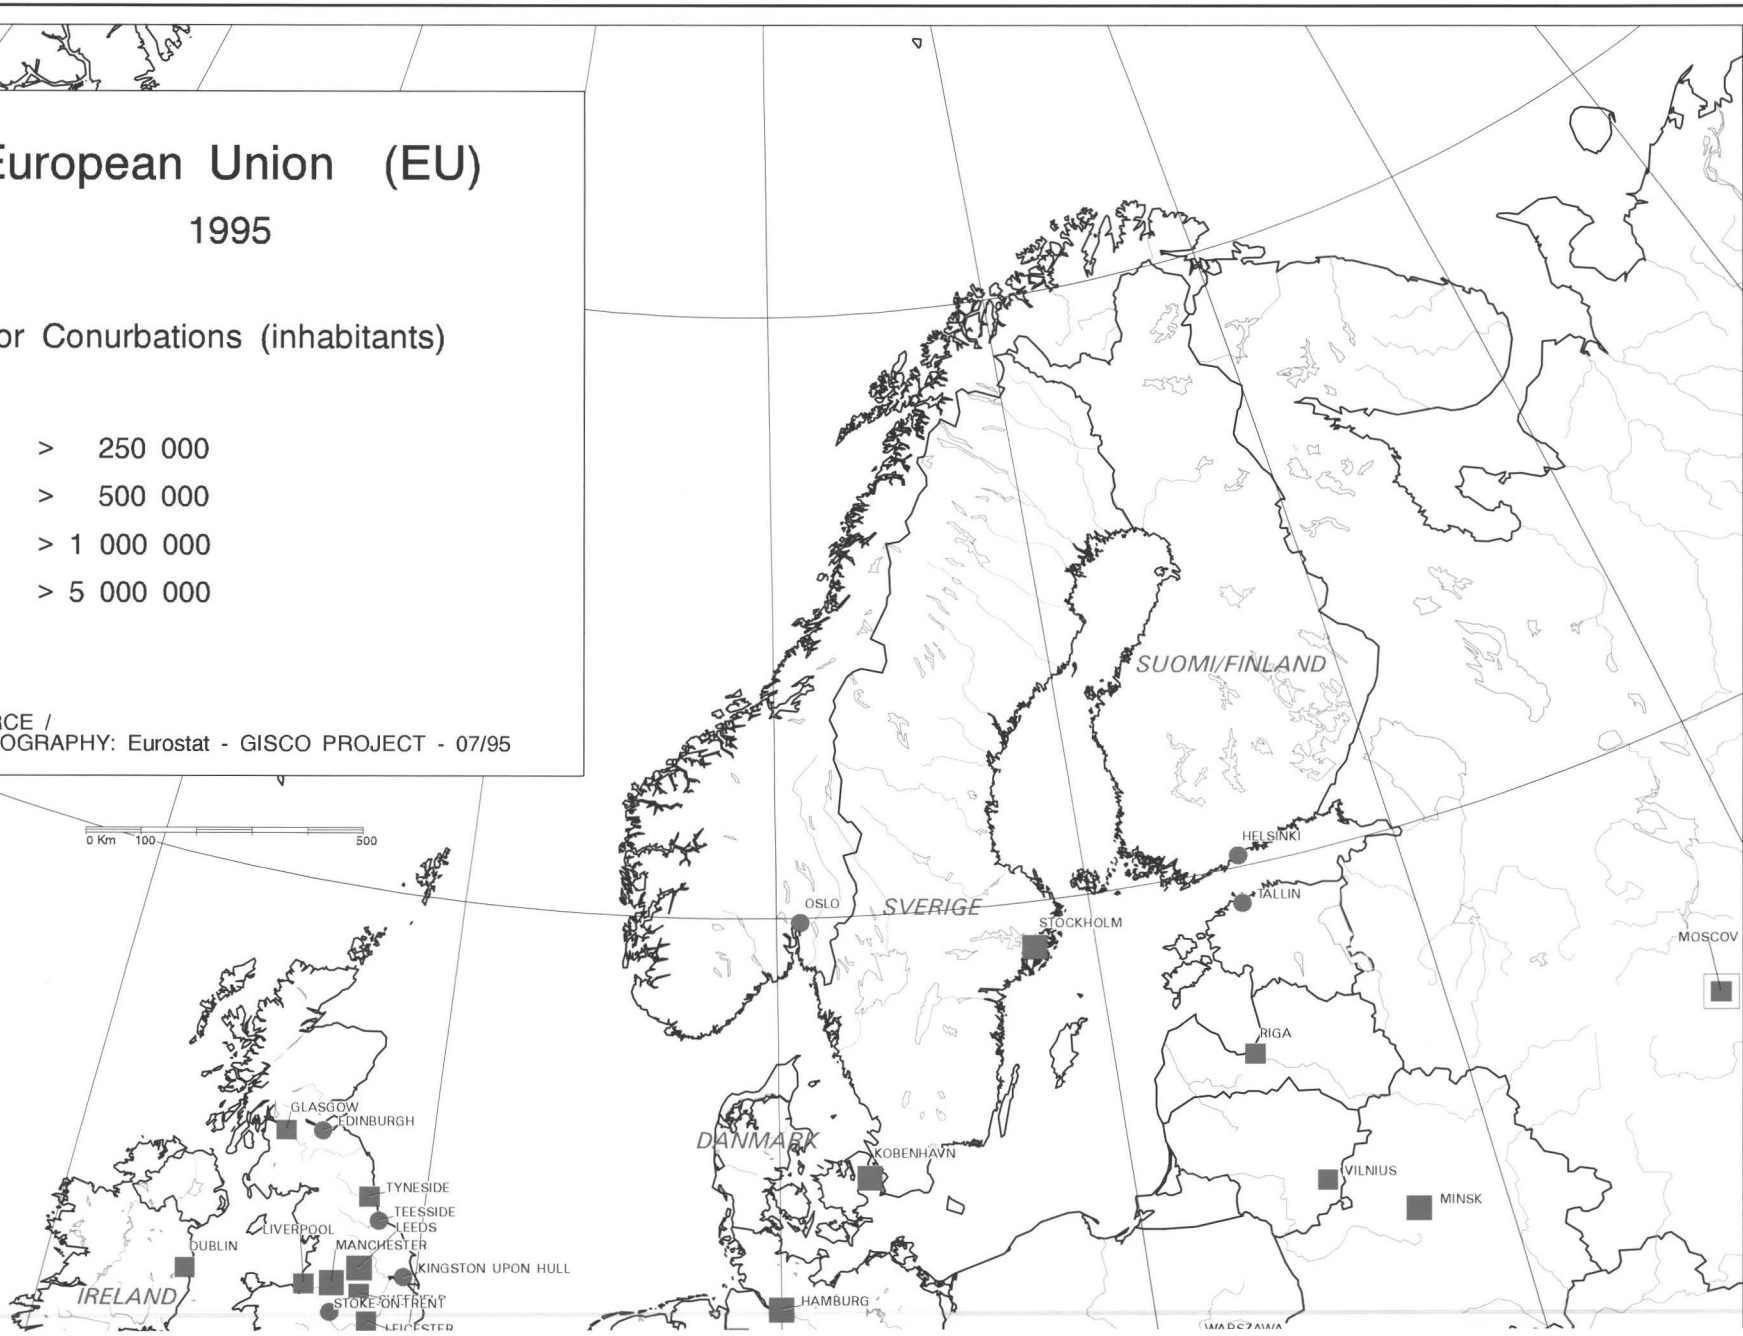 European Union (EU)
1995
or Conurbations (inhabitants)
> 250 000
> 500 000
> 1 000 000
> 5 000 000
RCE /
OGRAPHY: Eurostat - GISCO PROJECT - 07/95
0 Km 100 500
SUOMI/FINLAND
HELSINKI
TALLIN
OSLO
SVERIGE
STOCKHOLM
MOSCOV
RIGA
GLASGOW
EDINBURGH
DANMARK
KOBENHAVN
VILNIUS
MINSK
TYNESIDE
TEESSIDE
LEEDS
LIVERPOOL
MANCHESTER
DUBLIN
KINGSTON UPON HULL
IRELAND
STOKE-ON-TRENT
HAMBURG
LEICESTER
WARSZAWA